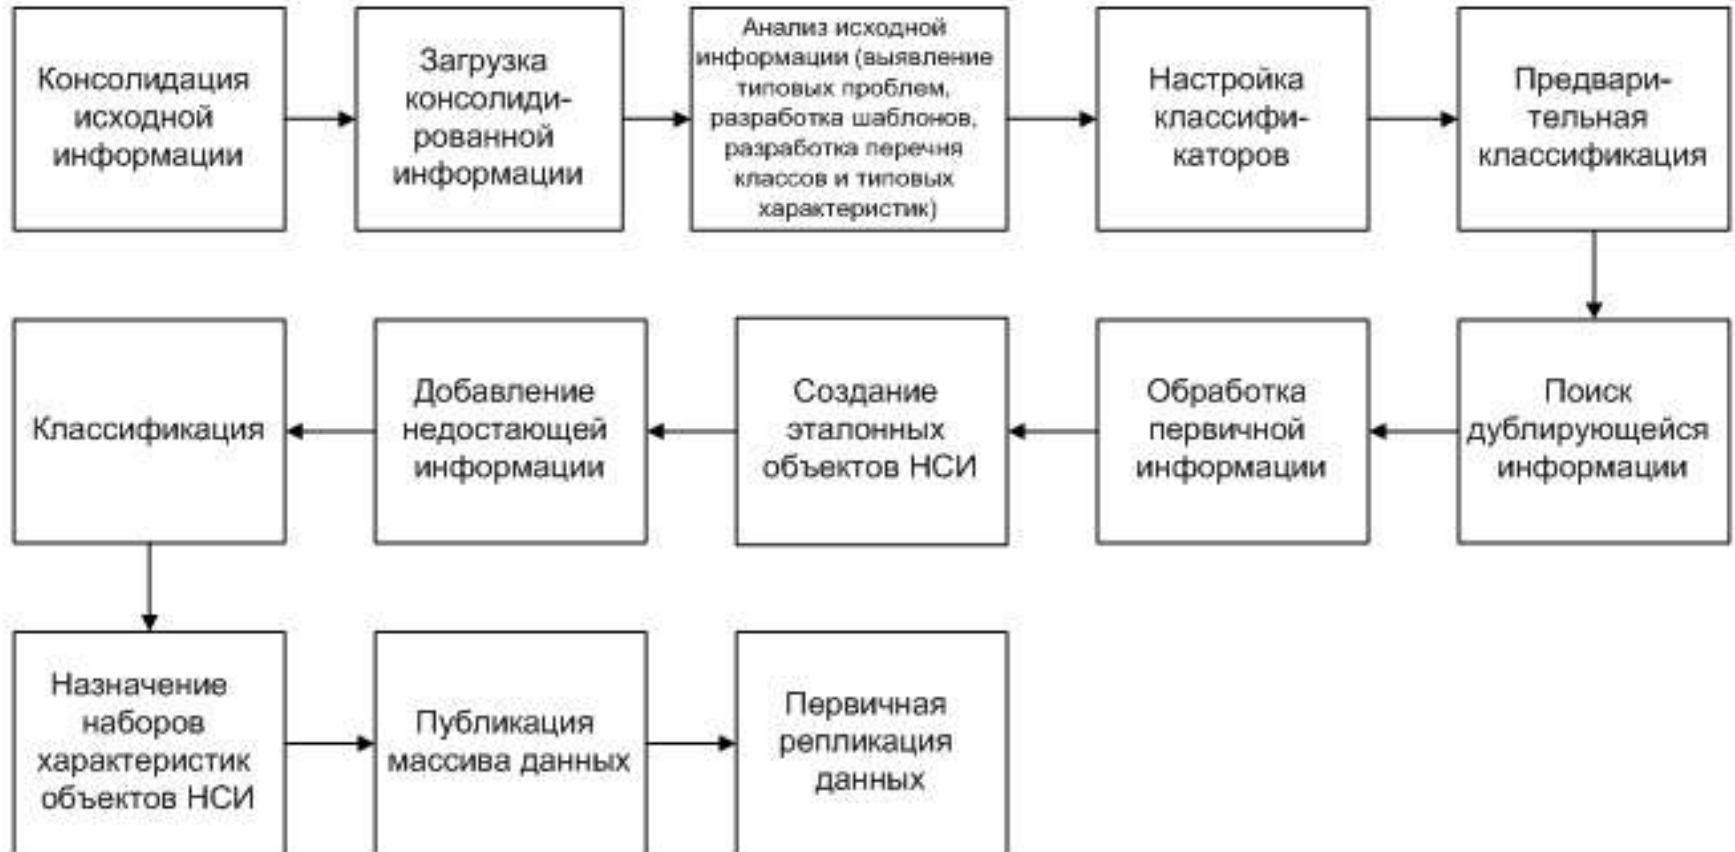 Консолидация
исходной
информации
Загрузка
консолиди-
рованной
информации
Анализ исходной
информации (выявление
типовых проблем,
разработка шаблонов,
разработка перечня
классов и типовых
характеристик)
Настройка
классифи-
каторов
Предвари-
тельная
классификация
Поиск
дублирующейся
информации
Обработка
первичной
информации
Создание
эталонных
объектов НСИ
Добавление
недостающей
информации
Классификация
Назначение
наборов
характеристик
объектов НСИ
Публикация
массива данных
Первичная
репликация
данных